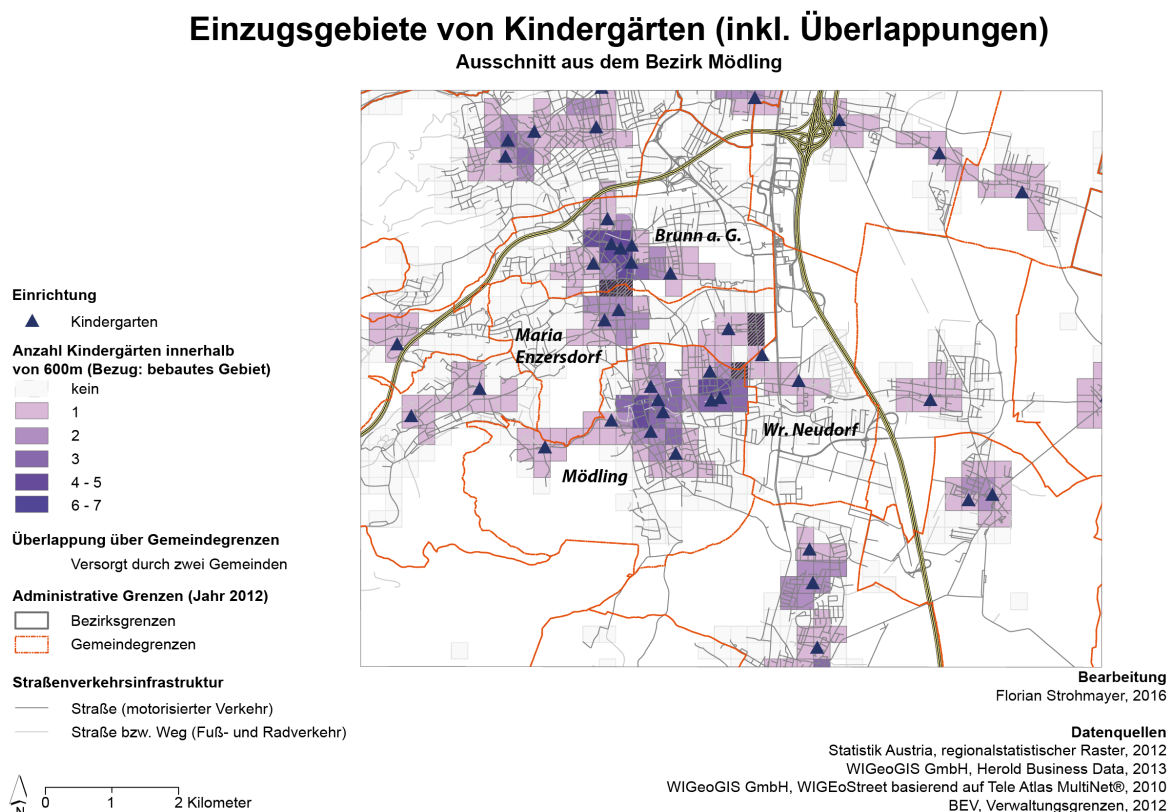 Einzugsgebiete von Kindergärten (inkl. Überlappungen)
Ausschnitt aus dem Bezirk Mödling
Brunn a. G.
Maria
Enzersdorf
Wr. Neudorf
Mödling
Einrichtung
Kindergarten
Anzahl Kindergärten innerhalb
von 600m (Bezug: bebautes Gebiet)
kein
1
2
3
4 - 5
6 - 7
Überlappung über Gemeindegrenzen
Versorgt durch zwei Gemeinden
Administrative Grenzen (Jahr 2012)
Bezirksgrenzen
Gemeindegrenzen
Straßenverkehrsinfrastruktur
Straße (motorisierter Verkehr)
Straße bzw. Weg (Fuß- und Radverkehr)
N
0 1 2 Kilometer
Bearbeitung
Florian Strohmayer, 2016
Datenquellen
Statistik Austria, regionalstatistischer Raster, 2012
WIGeoGIS GmbH, Herold Business Data, 2013
WIGeoGIS GmbH, WIGEoStreet basierend auf Tele Atlas MultiNet®, 2010
BEV, Verwaltungsgrenzen, 2012